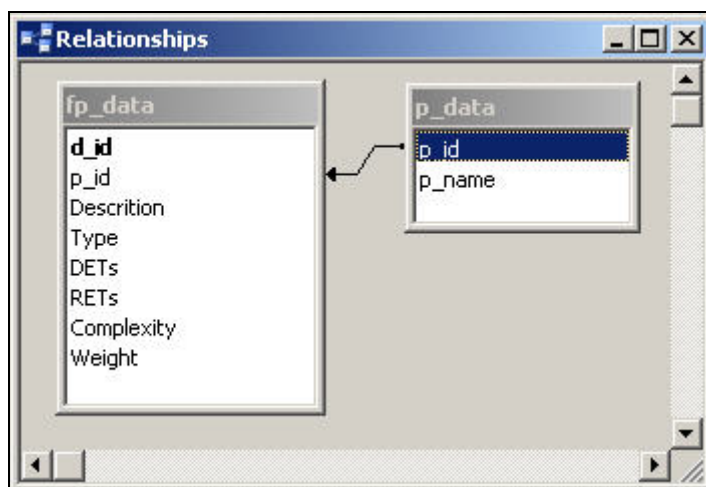 Relationships
fp_data
d_id
p_id
Descrition
Type
DETs
RETs
Complexity
Weight
p_data
p_id
p_name